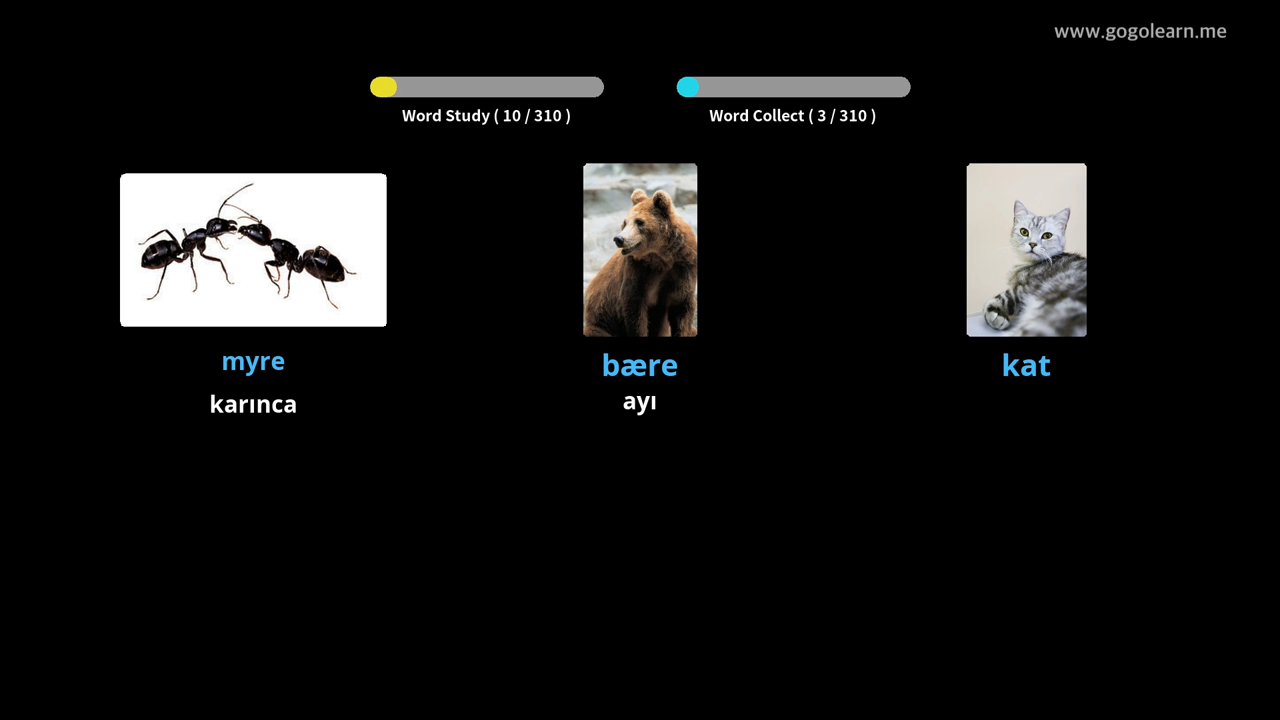 www.gogolearn.me
Word Study ( 10 / 310 )
Word Collect ( 3 / 310 )
myre
karınca
bære
ayı
kat